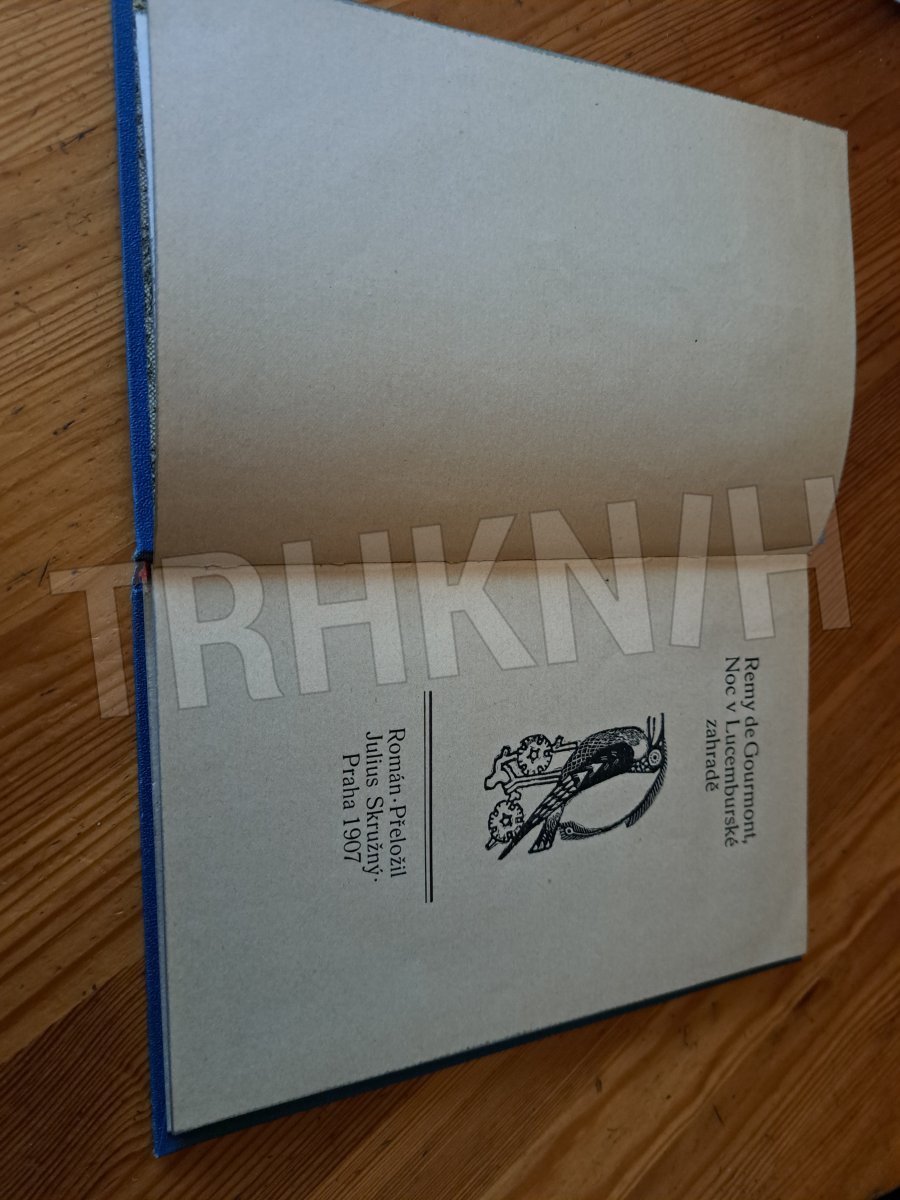 Remy de Gourmont,
Noc v Lucemburské
zahradě
Román · Přeložil
Julius Skružný ·
Praha 1907
TRHKNIH